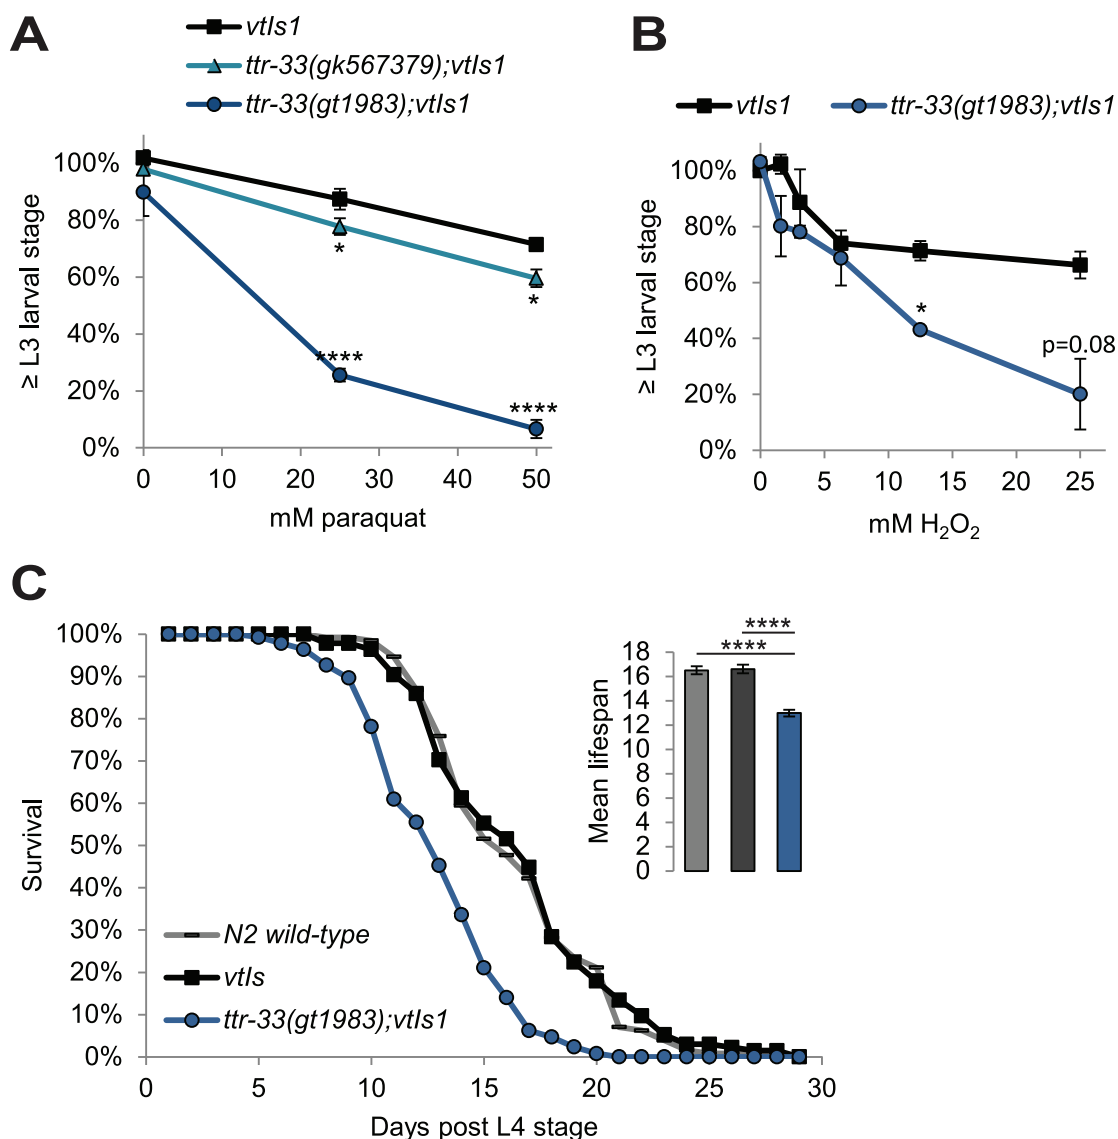 A
vtIs1
ttr-33(gk567379);vtIs1
ttr-33(gt1983);vtIs1
100%
80%
60%
40%
20%
0%
≥ L3 larval stage
*
*
****
****
0 10 20 30 40 50
mM paraquat
B
vtIs1 ttr-33(gt1983);vtIs1
100%
80%
60%
40%
20%
0%
≥ L3 larval stage
*
p=0.08
0 5 10 15 20 25
mM H₂O₂
C
100%
90%
80%
70%
60%
50%
40%
30%
20%
10%
0%
Survival
N2 wild-type
vtIs
ttr-33(gt1983);vtIs1
0 5 10 15 20 25 30
Days post L4 stage
****
****
18
16
14
12
10
8
6
4
2
0
Mean lifespan